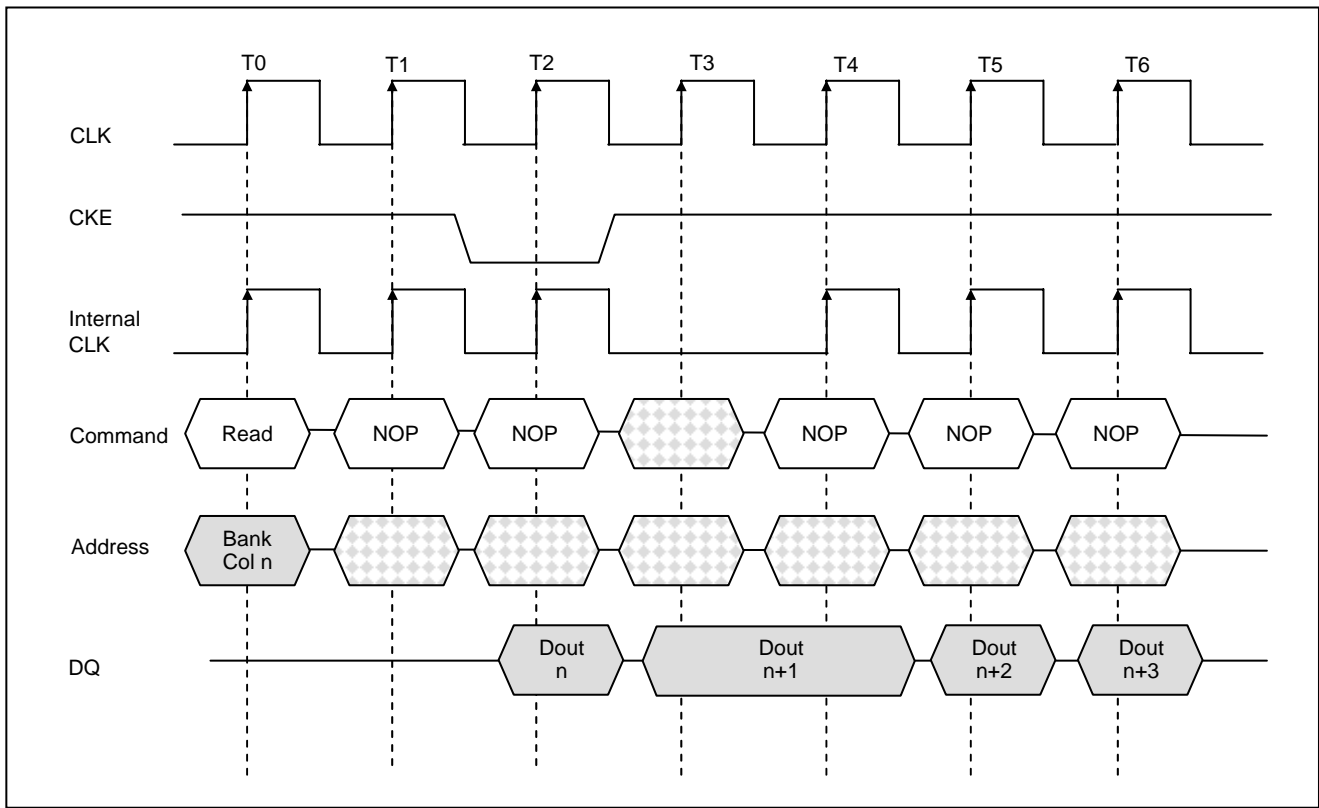 T0 T1 T2 T3 T4 T5 T6
CLK
CKE
Internal
CLK
Command Read NOP NOP NOP NOP NOP
Address Bank
Col n
DQ Dout Dout Dout Dout
n n+1 n+2 n+3